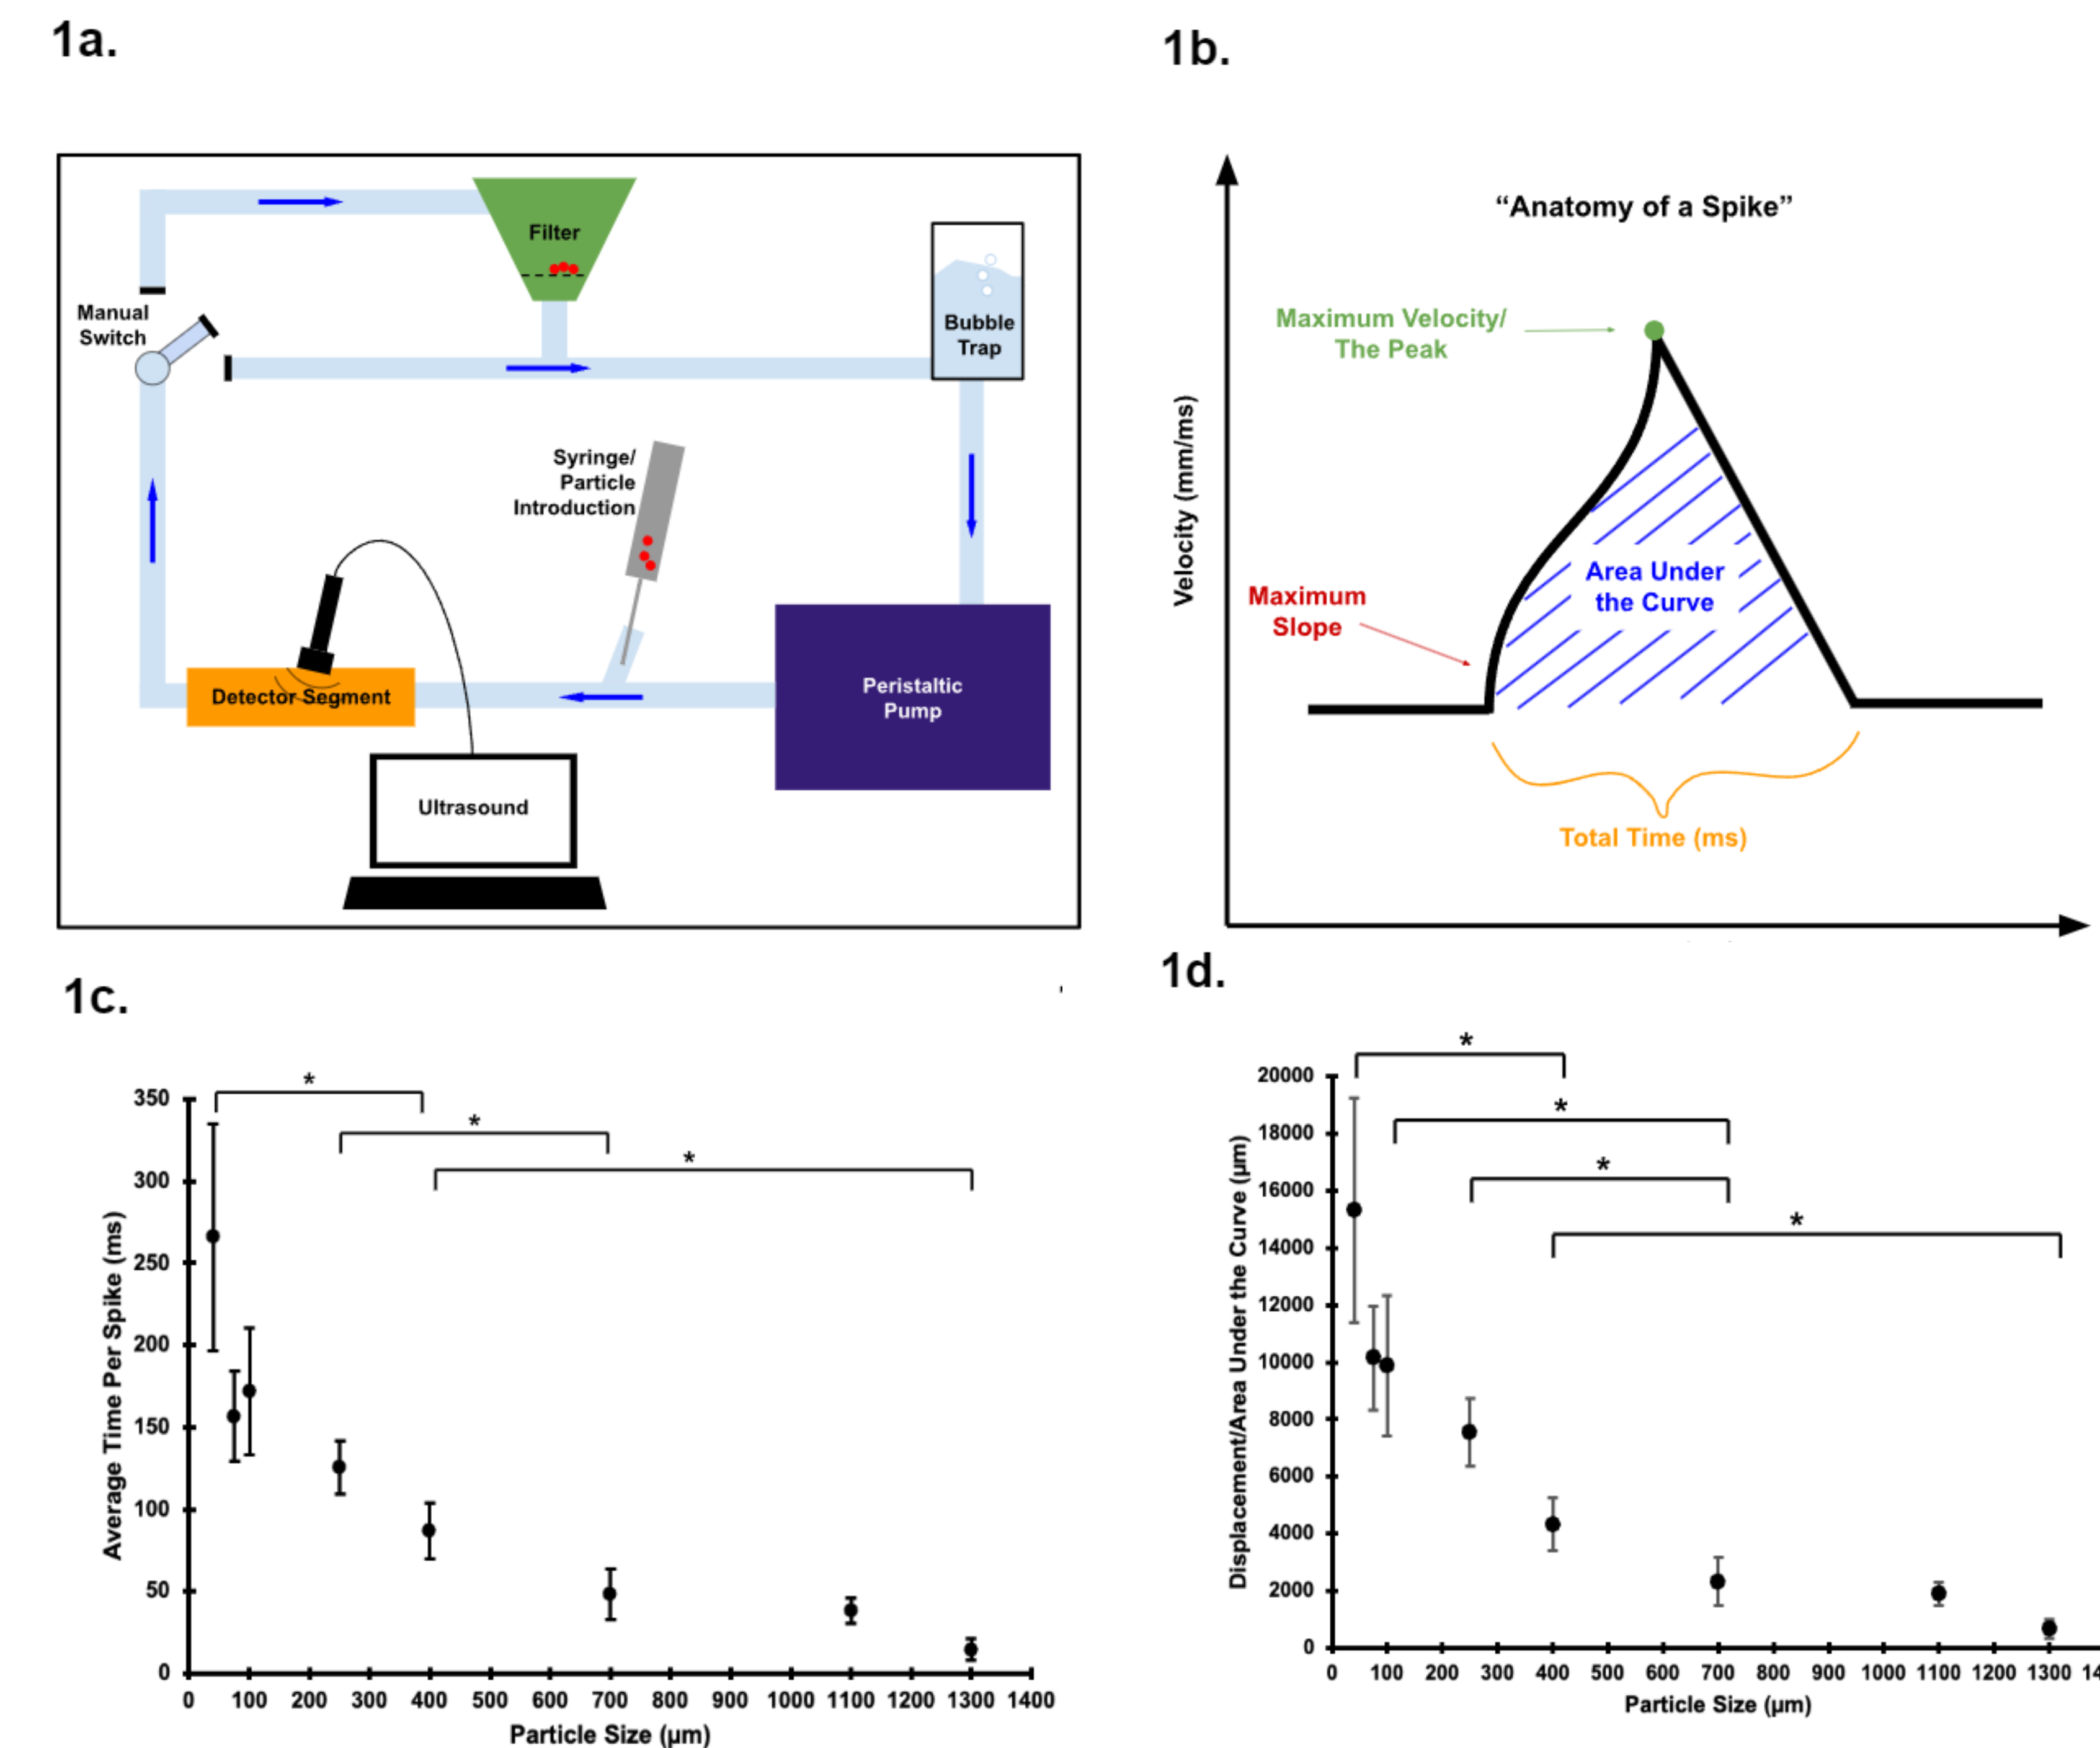 1a.
Filter
Manual
Switch
Bubble
Trap
Syringe/
Particle
Introduction
Detector Segment
Peristaltic
Pump
Ultrasound
1b.
“Anatomy of a Spike”
Maximum Velocity/
The Peak
Velocity (mm/ms)
Area Under
the Curve
Maximum
Slope
Total Time (ms)
1c.
*
*
*
350
300
250
200
150
100
50
0
Average Time Per Spike (ms)
0 100 200 300 400 500 600 700 800 900 1000 1100 1200 1300 1400
Particle Size (µm)
1d.
*
*
*
*
20000
18000
16000
14000
12000
10000
8000
6000
4000
2000
0
Displacement/Area Under the Curve (µm)
0 100 200 300 400 500 600 700 800 900 1000 1100 1200 1300
Particle Size (µm)